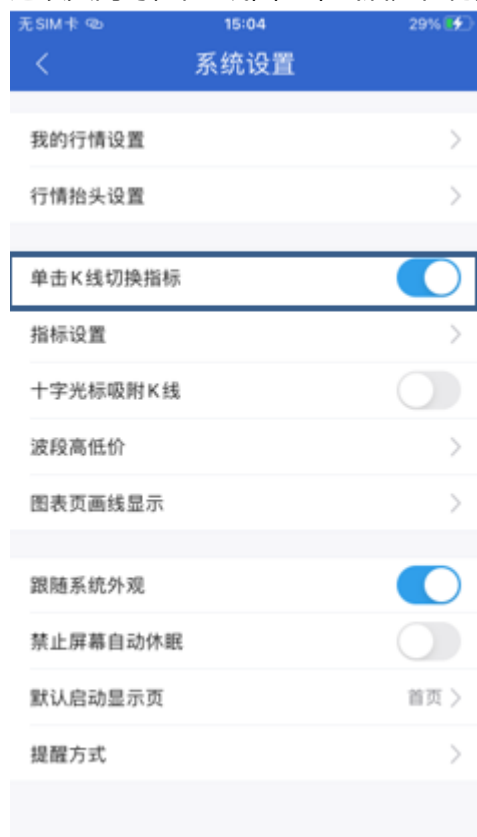 无SIM卡
15:04
29%
系统设置
我的行情设置
行情抬头设置
单击K线切换指标
指标设置
十字光标吸附K线
波段高低价
图表页画线显示
跟随系统外观
禁止屏幕自动休眠
默认启动显示页
首页
提醒方式